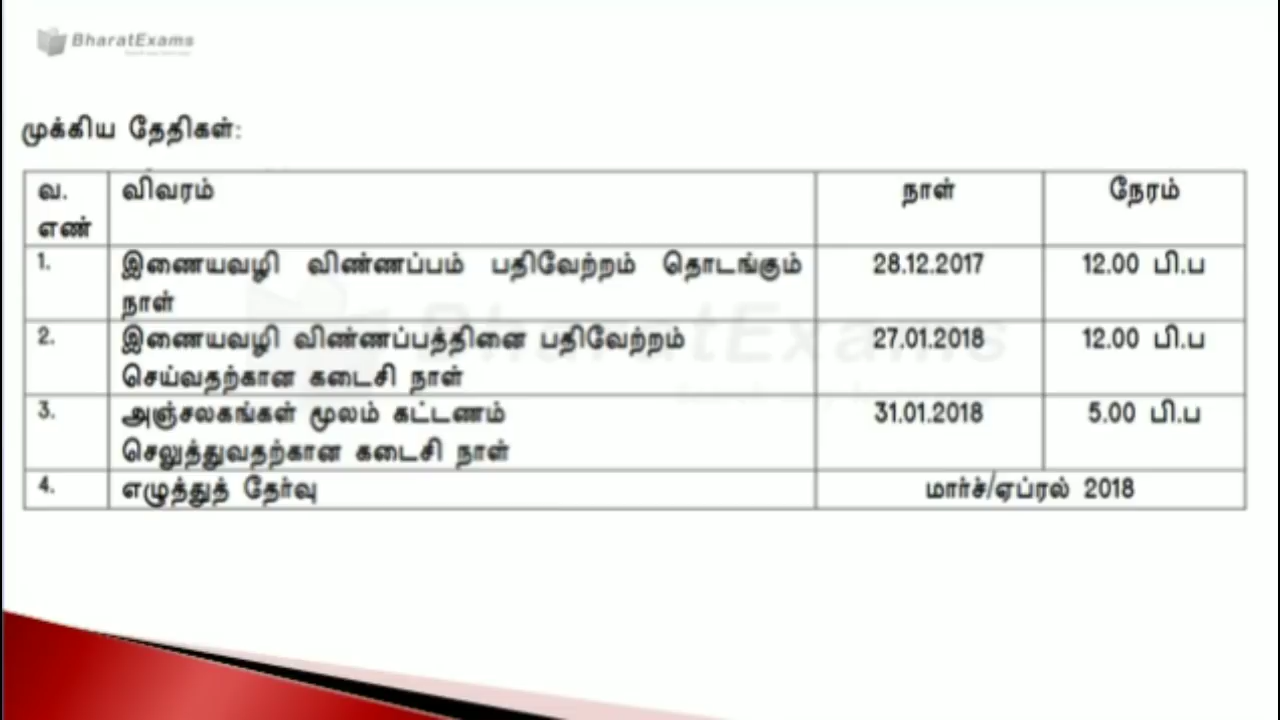 BharatExams
முக்கிய தேதிகள்:
வ. எண் விவரம் நாள் நேரம்
1. இணையவழி விண்ணப்பம் பதிவேற்றம் தொடங்கும் நாள் 28.12.2017 12.00 பி.ப
2. இணையவழி விண்ணப்பத்தினை பதிவேற்றம் செய்வதற்கான கடைசி நாள் 27.01.2018 12.00 பி.ப
3. அஞ்சலகங்கள் மூலம் கட்டணம் செலுத்துவதற்கான கடைசி நாள் 31.01.2018 5.00 பி.ப
4. எழுத்துத் தேர்வு மார்ச்/ஏப்ரல் 2018